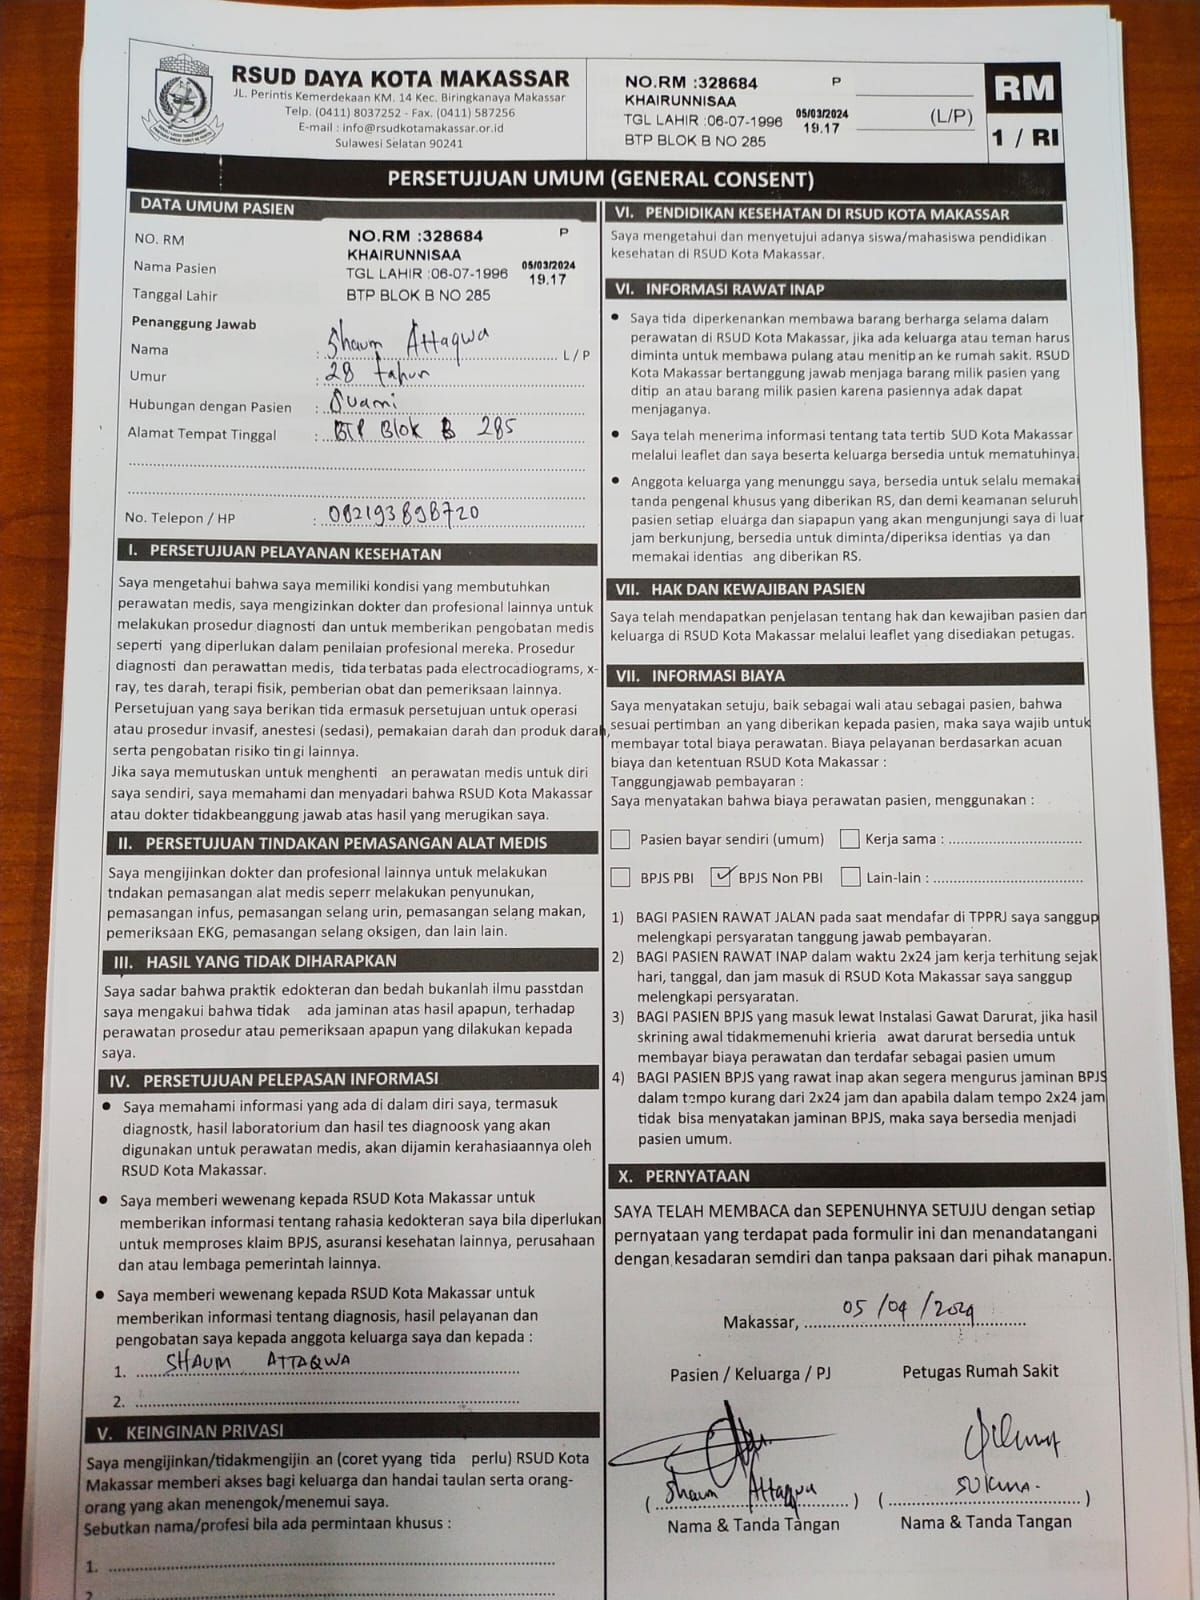 RSUD DAYA KOTA MAKASSAR
JL. Perintis Kemerdekaan KM. 14 Kec. Biringkanaya Makassar
Telp. (0411) 8037252 - Fax. (0411) 587256
E-mail : info@rsudkotamakassar.or.id
Sulawesi Selatan 90241
NO.RM :328684 P
KHAIRUNNISAA
TGL LAHIR :06-07-1996 05/03/2024 19.17
BTP BLOK B NO 285
(L/P)
RM
1 / RI
PERSETUJUAN UMUM (GENERAL CONSENT)
DATA UMUM PASIEN
NO. RM
Nama Pasien
Tanggal Lahir
NO.RM :328684 P
KHAIRUNNISAA
TGL LAHIR :06-07-1996 05/03/2024 19.17
BTP BLOK B NO 285
Penanggung Jawab
Nama : Shaum Attaqwa L / P
Umur : 28 tahun
Hubungan dengan Pasien : Suami
Alamat Tempat Tinggal : BTP Blok B 285
No. Telepon / HP : 082193898720
I. PERSETUJUAN PELAYANAN KESEHATAN
Saya mengetahui bahwa saya memiliki kondisi yang membutuhkan
perawatan medis, saya mengizinkan dokter dan profesional lainnya untuk
melakukan prosedur diagnosti dan untuk memberikan pengobatan medis
seperti yang diperlukan dalam penilaian profesional mereka. Prosedur
diagnosti dan perawattan medis, tida terbatas pada electrocadiograms, x-
ray, tes darah, terapi fisik, pemberian obat dan pemeriksaan lainnya.
Persetujuan yang saya berikan tida ermasuk persetujuan untuk operasi
atau prosedur invasif, anestesi (sedasi), pemakaian darah dan produk darah,
serta pengobatan risiko tin gi lainnya.
Jika saya memutuskan untuk menghenti an perawatan medis untuk diri
saya sendiri, saya memahami dan menyadari bahwa RSUD Kota Makassar
atau dokter tidakbeanggung jawab atas hasil yang merugikan saya.
II. PERSETUJUAN TINDAKAN PEMASANGAN ALAT MEDIS
Saya mengijinkan dokter dan profesional lainnya untuk melakukan
tndakan pemasangan alat medis seperr melakukan penyunukan,
pemasangan infus, pemasangan selang urin, pemasangan selang makan,
pemeriksaan EKG, pemasangan selang oksigen, dan lain lain.
III. HASIL YANG TIDAK DIHARAPKAN
Saya sadar bahwa praktik edokteran dan bedah bukanlah ilmu passtdan
saya mengakui bahwa tidak ada jaminan atas hasil apapun, terhadap
perawatan prosedur atau pemeriksaan apapun yang dilakukan kepada
saya.
IV. PERSETUJUAN PELEPASAN INFORMASI
• Saya memahami informasi yang ada di dalam diri saya, termasuk
diagnostk, hasil laboratorium dan hasil tes diagnoosk yang akan
digunakan untuk perawatan medis, akan dijamin kerahasiaannya oleh
RSUD Kota Makassar.
• Saya memberi wewenang kepada RSUD Kota Makassar untuk
memberikan informasi tentang rahasia kedokteran saya bila diperlukan
untuk memproses klaim BPJS, asuransi kesehatan lainnya, perusahaan
dan atau lembaga pemerintah lainnya.
• Saya memberi wewenang kepada RSUD Kota Makassar untuk
memberikan informasi tentang diagnosis, hasil pelayanan dan
pengobatan saya kepada anggota keluarga saya dan kepada :
1. SHAUM ATTAQWA
2.
V. KEINGINAN PRIVASI
Saya mengijinkan/tidakmengijin an (coret yyang tida perlu) RSUD Kota
Makassar memberi akses bagi keluarga dan handai taulan serta orang-
orang yang akan menengok/menemui saya.
Sebutkan nama/profesi bila ada permintaan khusus :
1.
2.
VI. PENDIDIKAN KESEHATAN DI RSUD KOTA MAKASSAR
Saya mengetahui dan menyetujui adanya siswa/mahasiswa pendidikan
kesehatan di RSUD Kota Makassar.
VI. INFORMASI RAWAT INAP
• Saya tida diperkenankan membawa barang berharga selama dalam
perawatan di RSUD Kota Makassar, jika ada keluarga atau teman harus
diminta untuk membawa pulang atau menitip an ke rumah sakit. RSUD
Kota Makassar bertanggung jawab menjaga barang milik pasien yang
ditip an atau barang milik pasien karena pasiennya adak dapat
menjaganya.
• Saya telah menerima informasi tentang tata tertib SUD Kota Makassar
melalui leaflet dan saya beserta keluarga bersedia untuk mematuhinya.
• Anggota keluarga yang menunggu saya, bersedia untuk selalu memakai
tanda pengenal khusus yang diberikan RS, dan demi keamanan seluruh
pasien setiap eluarga dan siapapun yang akan mengunjungi saya di luar
jam berkunjung, bersedia untuk diminta/diperiksa identias ya dan
memakai identias ang diberikan RS.
VII. HAK DAN KEWAJIBAN PASIEN
Saya telah mendapatkan penjelasan tentang hak dan kewajiban pasien dan
keluarga di RSUD Kota Makassar melalui leaflet yang disediakan petugas.
VII. INFORMASI BIAYA
Saya menyatakan setuju, baik sebagai wali atau sebagai pasien, bahwa
sesuai pertimban an yang diberikan kepada pasien, maka saya wajib untuk
membayar total biaya perawatan. Biaya pelayanan berdasarkan acuan
biaya dan ketentuan RSUD Kota Makassar :
Tanggungjawab pembayaran :
Saya menyatakan bahwa biaya perawatan pasien, menggunakan :
Pasien bayar sendiri (umum) Kerja sama :
BPJS PBI ✓ BPJS Non PBI Lain-lain :
1) BAGI PASIEN RAWAT JALAN pada saat mendafar di TPPRJ saya sanggup
melengkapi persyaratan tanggung jawab pembayaran.
2) BAGI PASIEN RAWAT INAP dalam waktu 2x24 jam kerja terhitung sejak
hari, tanggal, dan jam masuk di RSUD Kota Makassar saya sanggup
melengkapi persyaratan.
3) BAGI PASIEN BPJS yang masuk lewat Instalasi Gawat Darurat, jika hasil
skrining awal tidakmemenuhi krieria awat darurat bersedia untuk
membayar biaya perawatan dan terdafar sebagai pasien umum
4) BAGI PASIEN BPJS yang rawat inap akan segera mengurus jaminan BPJS
dalam tempo kurang dari 2x24 jam dan apabila dalam tempo 2x24 jam
tidak bisa menyatakan jaminan BPJS, maka saya bersedia menjadi
pasien umum.
X. PERNYATAAN
SAYA TELAH MEMBACA dan SEPENUHNYA SETUJU dengan setiap
pernyataan yang terdapat pada formulir ini dan menandatangani
dengan kesadaran semdiri dan tanpa paksaan dari pihak manapun.
Makassar, 05/04/2024
Pasien / Keluarga / PJ Petugas Rumah Sakit
( Shaum Attaqwa ) ( )
Nama & Tanda Tangan Nama & Tanda Tangan